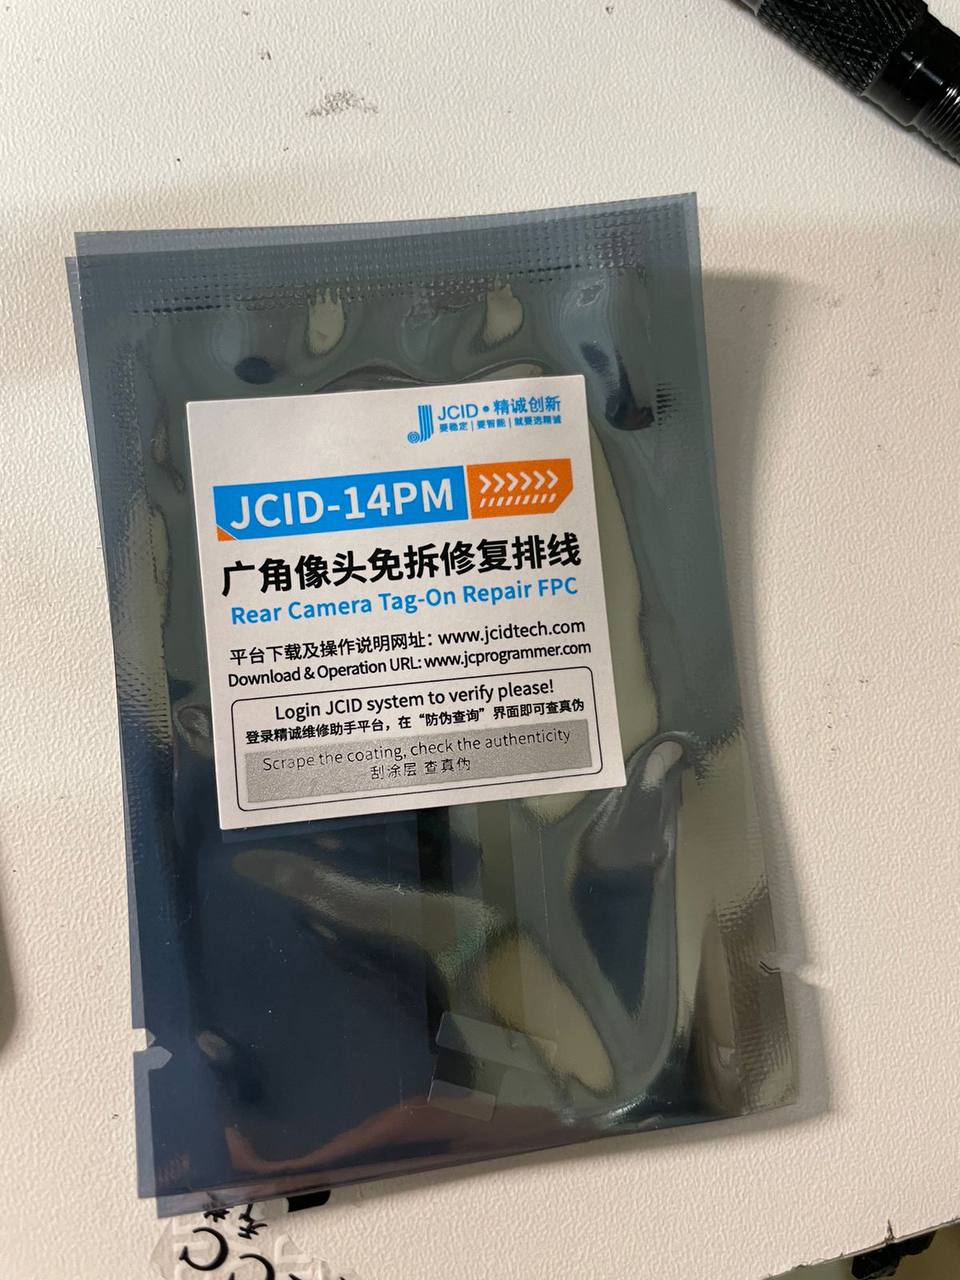 JCID•精诚创新
要稳定 | 要智能 | 就要选精诚
JCID-14PM
广角像头免拆修复排线
Rear Camera Tag-On Repair FPC
平台下载及操作说明网址：www.jcidtech.com
Download & Operation URL: www.jcprogrammer.com
Login JCID system to verify please!
登录精诚维修助手平台，在“防伪查询”界面即可查真伪
Scrape the coating, check the authenticity
刮涂层 查真伪